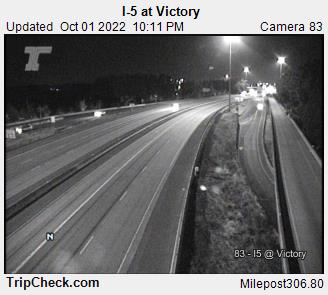 I-5 at Victory
Updated Oct 01 2022 10:11 PM Camera 83
T
N
83 - I5 @ Victory
TripCheck.com Milepost306.80